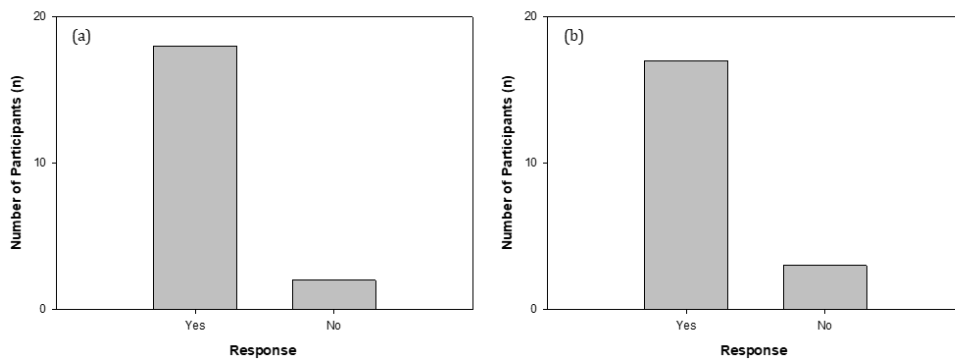 (a)
Number of Participants (n)
20
10
0
Yes
No
Response
(b)
Number of Participants (n)
20
10
0
Yes
No
Response